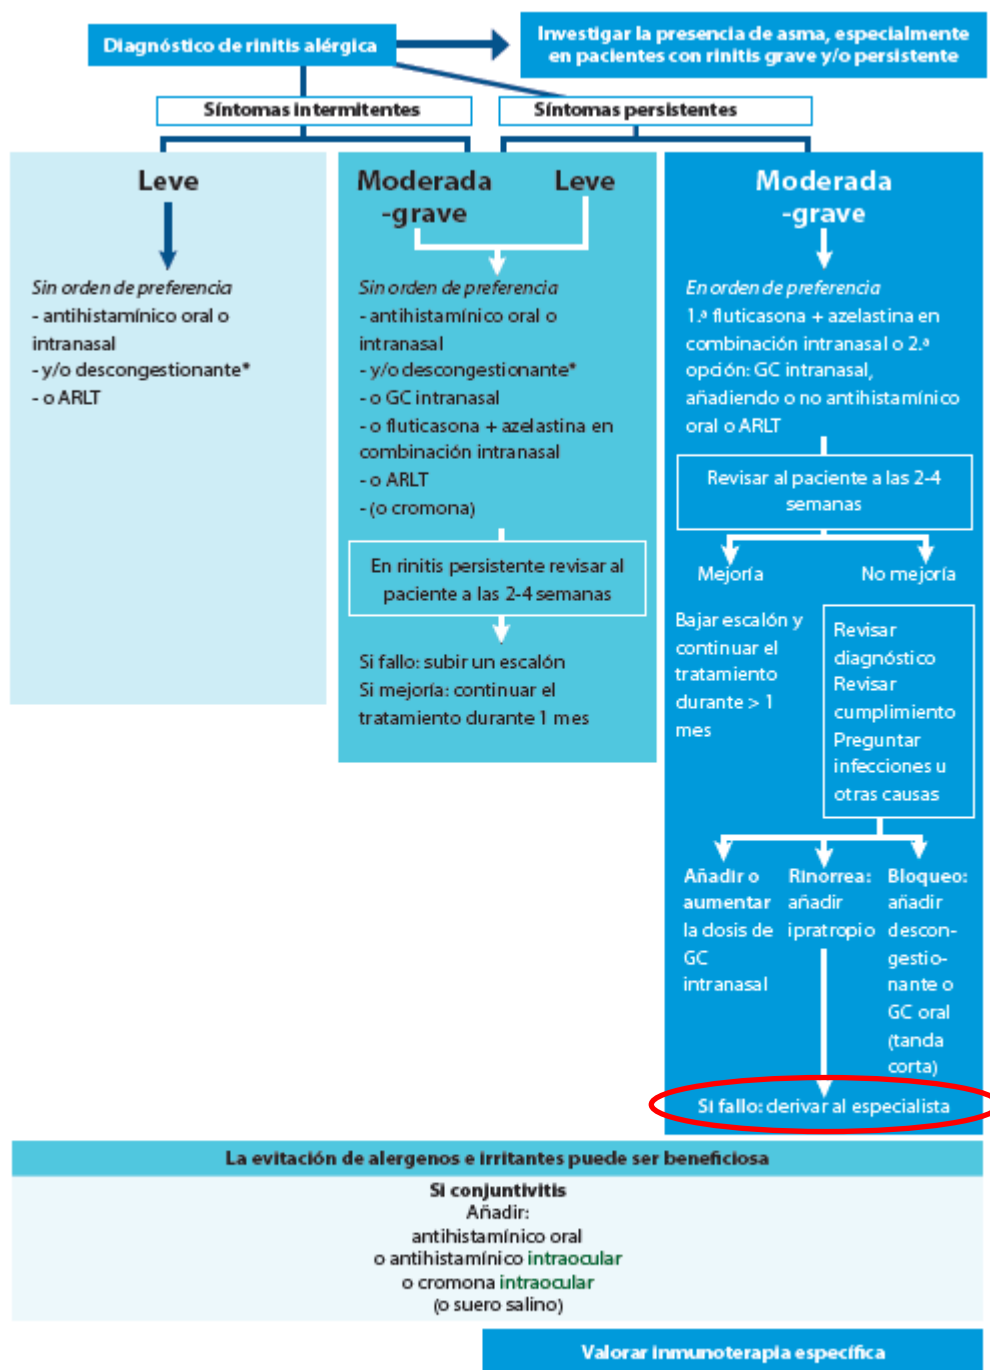 Diagnóstico de rinitis alérgica
Investigar la presencia de asma, especialmente
en pacientes con rinitis grave y/o persistente
Síntomas intermitentes
Síntomas persistentes
Leve
Sin orden de preferencia
- antihistamínico oral o
intranasal
- y/o descongestionante*
- o ARLT
Moderada
-grave
Leve
Sin orden de preferencia
- antihistamínico oral o
intranasal
- y/o descongestionante*
- o GC intranasal
- o fluticasona + azelastina en
combinación intranasal
- o ARLT
- (o cromona)
En rinitis persistente revisar al
paciente a las 2-4 semanas
Si fallo: subir un escalón
Si mejoría: continuar el
tratamiento durante 1 mes
Moderada
-grave
En orden de preferencia
1.ª fluticasona + azelastina en
combinación intranasal o 2.ª
opción: GC intranasal,
añadiendo o no antihistamínico
oral o ARLT
Revisar al paciente a las 2-4
semanas
Mejoría
Bajar escalón y
continuar el
tratamiento
durante > 1
mes
No mejoría
Revisar
diagnóstico
Revisar
cumplimiento
Preguntar
infecciones u
otras causas
Añadir o
aumentar
la dosis de
GC
intranasal
Rinorrea:
añadir
ipratropio
Bloqueo:
añadir
descon-
gestio-
nante o
GC oral
(tanda
corta)
Si fallo: derivar al especialista
La evitación de alergenos e irritantes puede ser beneficiosa
Si conjuntivitis
Añadir:
antihistamínico oral
o antihistamínico intraocular
o cromona intraocular
(o suero salino)
Valorar inmunoterapia específica